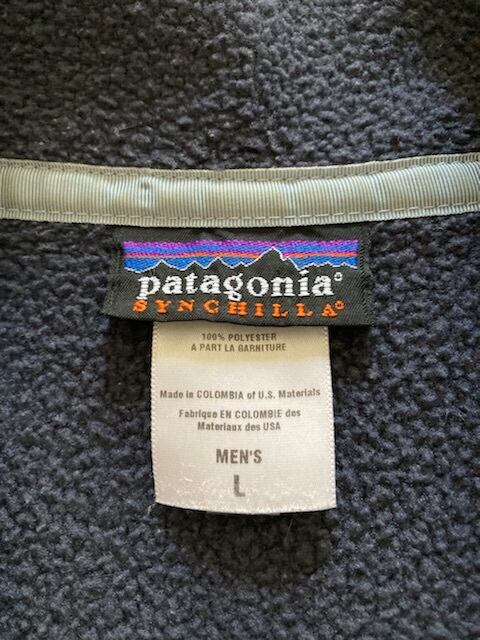 patagonia®
SYNCHILLA®
100% POLYESTER
A PART LA GARNITURE
Made in COLOMBIA of U.S. Materials
Fabrique EN COLOMBIE des
Materiaux des USA
MEN'S
L